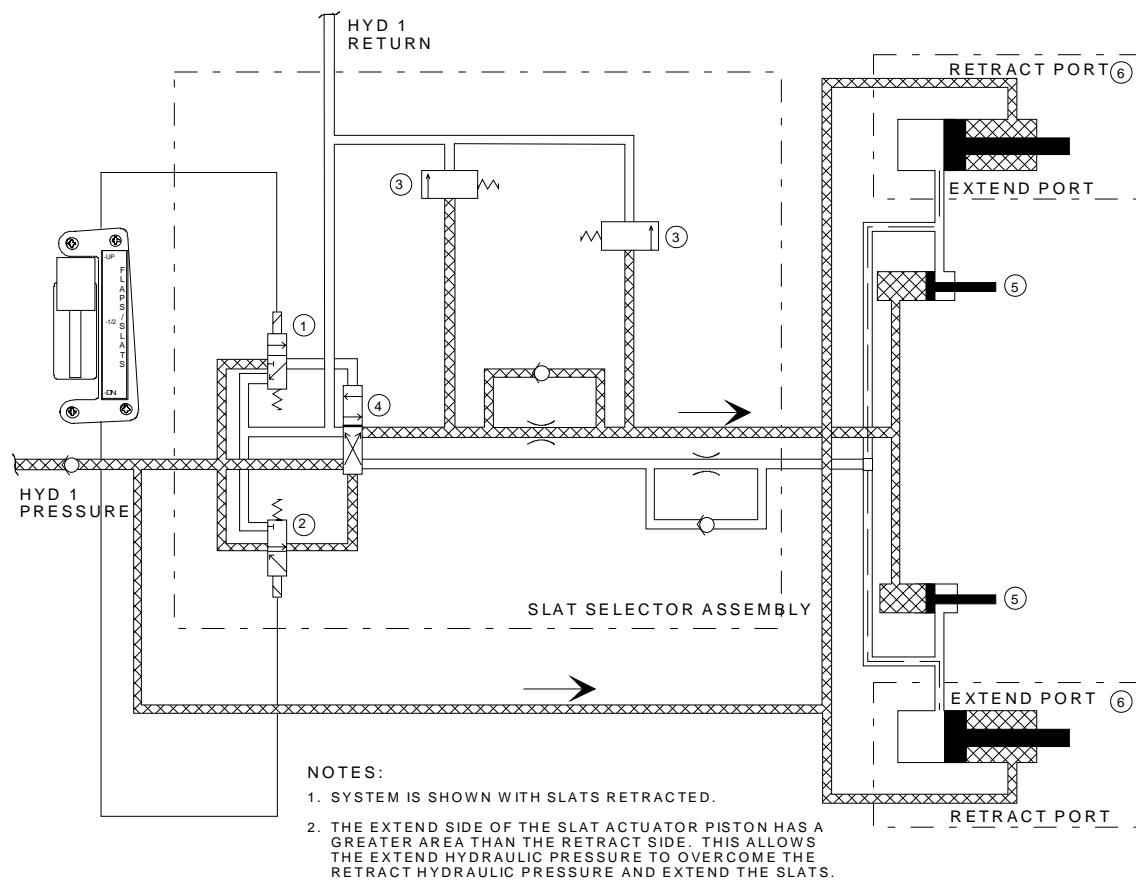 HYD 1
RETURN
RETRACT PORT 6
3
EXTEND PORT
3
-UP
FLAPS/SLATS
-1/2
-DN
1
5
4
HYD 1
PRESSURE
2
5
SLAT SELECTOR ASSEMBLY
EXTEND PORT 6
RETRACT PORT
NOTES:
1. SYSTEM IS SHOWN WITH SLATS RETRACTED.
2. THE EXTEND SIDE OF THE SLAT ACTUATOR PISTON HAS A
GREATER AREA THAN THE RETRACT SIDE. THIS ALLOWS
THE EXTEND HYDRAULIC PRESSURE TO OVERCOME THE
RETRACT HYDRAULIC PRESSURE AND EXTEND THE SLATS.